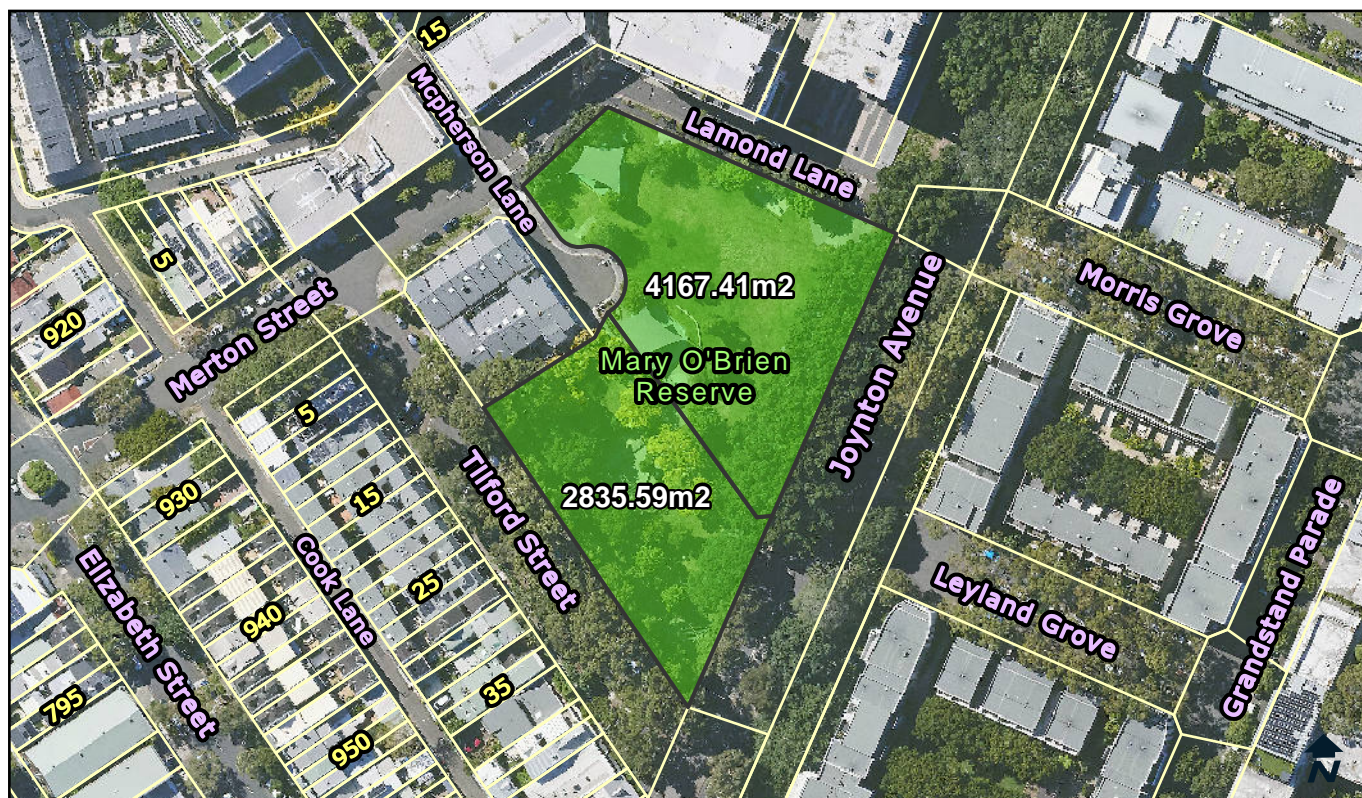 15
Mcpherson Lane
Lamond Lane
5
4167.41m2
Morris Grove
920
Merton Street
Joynton Avenue
Mary O'Brien
Reserve
5
930
15
Tilford Street
2835.59m2
Cook Lane
Elizabeth Street
25
940
Leyland Grove
Grandstand Parade
35
795
950
N